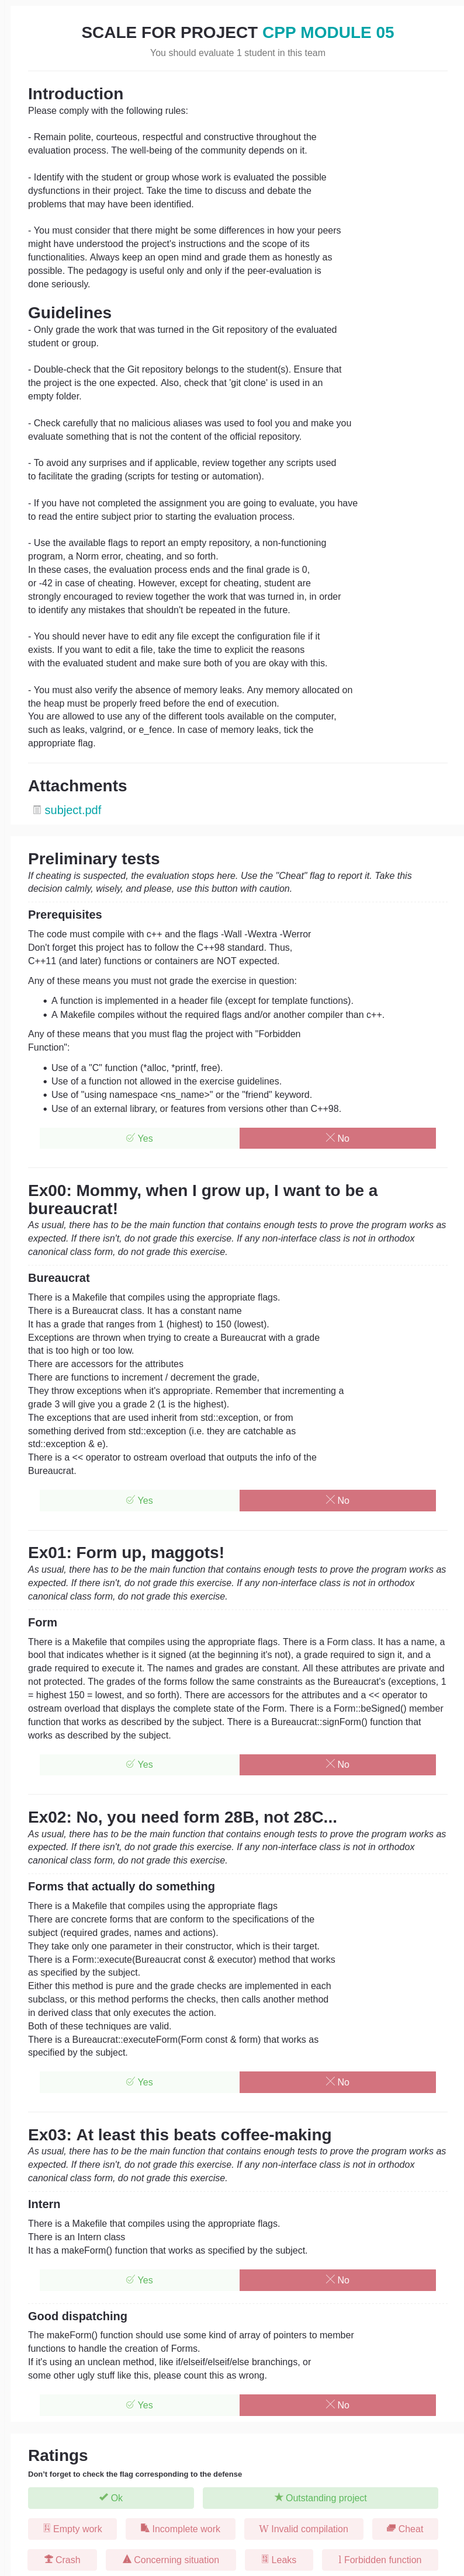 SCALE FOR PROJECT CPP MODULE 05
You should evaluate 1 student in this team
Introduction
Please comply with the following rules:
- Remain polite, courteous, respectful and constructive throughout the
evaluation process. The well-being of the community depends on it.
- Identify with the student or group whose work is evaluated the possible
dysfunctions in their project. Take the time to discuss and debate the
problems that may have been identified.
- You must consider that there might be some differences in how your peers
might have understood the project's instructions and the scope of its
functionalities. Always keep an open mind and grade them as honestly as
possible. The pedagogy is useful only and only if the peer-evaluation is
done seriously.
Guidelines
- Only grade the work that was turned in the Git repository of the evaluated
student or group.
- Double-check that the Git repository belongs to the student(s). Ensure that
the project is the one expected. Also, check that 'git clone' is used in an
empty folder.
- Check carefully that no malicious aliases was used to fool you and make you
evaluate something that is not the content of the official repository.
- To avoid any surprises and if applicable, review together any scripts used
to facilitate the grading (scripts for testing or automation).
- If you have not completed the assignment you are going to evaluate, you have
to read the entire subject prior to starting the evaluation process.
- Use the available flags to report an empty repository, a non-functioning
program, a Norm error, cheating, and so forth.
In these cases, the evaluation process ends and the final grade is 0,
or -42 in case of cheating. However, except for cheating, student are
strongly encouraged to review together the work that was turned in, in order
to identify any mistakes that shouldn't be repeated in the future.
- You should never have to edit any file except the configuration file if it
exists. If you want to edit a file, take the time to explicit the reasons
with the evaluated student and make sure both of you are okay with this.
- You must also verify the absence of memory leaks. Any memory allocated on
the heap must be properly freed before the end of execution.
You are allowed to use any of the different tools available on the computer,
such as leaks, valgrind, or e_fence. In case of memory leaks, tick the
appropriate flag.
Attachments
subject.pdf
Preliminary tests
If cheating is suspected, the evaluation stops here. Use the "Cheat" flag to report it. Take this
decision calmly, wisely, and please, use this button with caution.
Prerequisites
The code must compile with c++ and the flags -Wall -Wextra -Werror
Don't forget this project has to follow the C++98 standard. Thus,
C++11 (and later) functions or containers are NOT expected.
Any of these means you must not grade the exercise in question:
• A function is implemented in a header file (except for template functions).
• A Makefile compiles without the required flags and/or another compiler than c++.
Any of these means that you must flag the project with "Forbidden
Function":
• Use of a "C" function (*alloc, *printf, free).
• Use of a function not allowed in the exercise guidelines.
• Use of "using namespace <ns_name>" or the "friend" keyword.
• Use of an external library, or features from versions other than C++98.
Yes No
Ex00: Mommy, when I grow up, I want to be a
bureaucrat!
As usual, there has to be the main function that contains enough tests to prove the program works as
expected. If there isn't, do not grade this exercise. If any non-interface class is not in orthodox
canonical class form, do not grade this exercise.
Bureaucrat
There is a Makefile that compiles using the appropriate flags.
There is a Bureaucrat class. It has a constant name
It has a grade that ranges from 1 (highest) to 150 (lowest).
Exceptions are thrown when trying to create a Bureaucrat with a grade
that is too high or too low.
There are accessors for the attributes
There are functions to increment / decrement the grade,
They throw exceptions when it's appropriate. Remember that incrementing a
grade 3 will give you a grade 2 (1 is the highest).
The exceptions that are used inherit from std::exception, or from
something derived from std::exception (i.e. they are catchable as
std::exception & e).
There is a << operator to ostream overload that outputs the info of the
Bureaucrat.
Yes No
Ex01: Form up, maggots!
As usual, there has to be the main function that contains enough tests to prove the program works as
expected. If there isn't, do not grade this exercise. If any non-interface class is not in orthodox
canonical class form, do not grade this exercise.
Form
There is a Makefile that compiles using the appropriate flags. There is a Form class. It has a name, a
bool that indicates whether is it signed (at the beginning it's not), a grade required to sign it, and a
grade required to execute it. The names and grades are constant. All these attributes are private and
not protected. The grades of the forms follow the same constraints as the Bureaucrat's (exceptions, 1
= highest 150 = lowest, and so forth). There are accessors for the attributes and a << operator to
ostream overload that displays the complete state of the Form. There is a Form::beSigned() member
function that works as described by the subject. There is a Bureaucrat::signForm() function that
works as described by the subject.
Yes No
Ex02: No, you need form 28B, not 28C...
As usual, there has to be the main function that contains enough tests to prove the program works as
expected. If there isn't, do not grade this exercise. If any non-interface class is not in orthodox
canonical class form, do not grade this exercise.
Forms that actually do something
There is a Makefile that compiles using the appropriate flags
There are concrete forms that are conform to the specifications of the
subject (required grades, names and actions).
They take only one parameter in their constructor, which is their target.
There is a Form::execute(Bureaucrat const & executor) method that works
as specified by the subject.
Either this method is pure and the grade checks are implemented in each
subclass, or this method performs the checks, then calls another method
in derived class that only executes the action.
Both of these techniques are valid.
There is a Bureaucrat::executeForm(Form const & form) that works as
specified by the subject.
Yes No
Ex03: At least this beats coffee-making
As usual, there has to be the main function that contains enough tests to prove the program works as
expected. If there isn't, do not grade this exercise. If any non-interface class is not in orthodox
canonical class form, do not grade this exercise.
Intern
There is a Makefile that compiles using the appropriate flags.
There is an Intern class
It has a makeForm() function that works as specified by the subject.
Yes No
Good dispatching
The makeForm() function should use some kind of array of pointers to member
functions to handle the creation of Forms.
If it's using an unclean method, like if/elseif/elseif/else branchings, or
some other ugly stuff like this, please count this as wrong.
Yes No
Ratings
Don't forget to check the flag corresponding to the defense
Ok Outstanding project
Empty work Incomplete work Invalid compilation Cheat
Crash Concerning situation Leaks Forbidden function